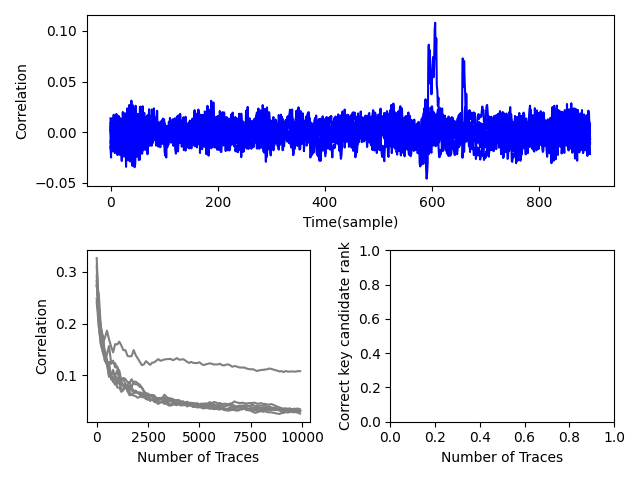 0.10
0.05
0.00
−0.05
Correlation
0 200 400 600 800
Time(sample)
0.3
0.2
0.1
Correlation
0 2500 5000 7500 10000
Number of Traces
1.0
0.8
0.6
0.4
0.2
0.0
Correct key candidate rank
0.0 0.2 0.4 0.6 0.8 1.0
Number of Traces